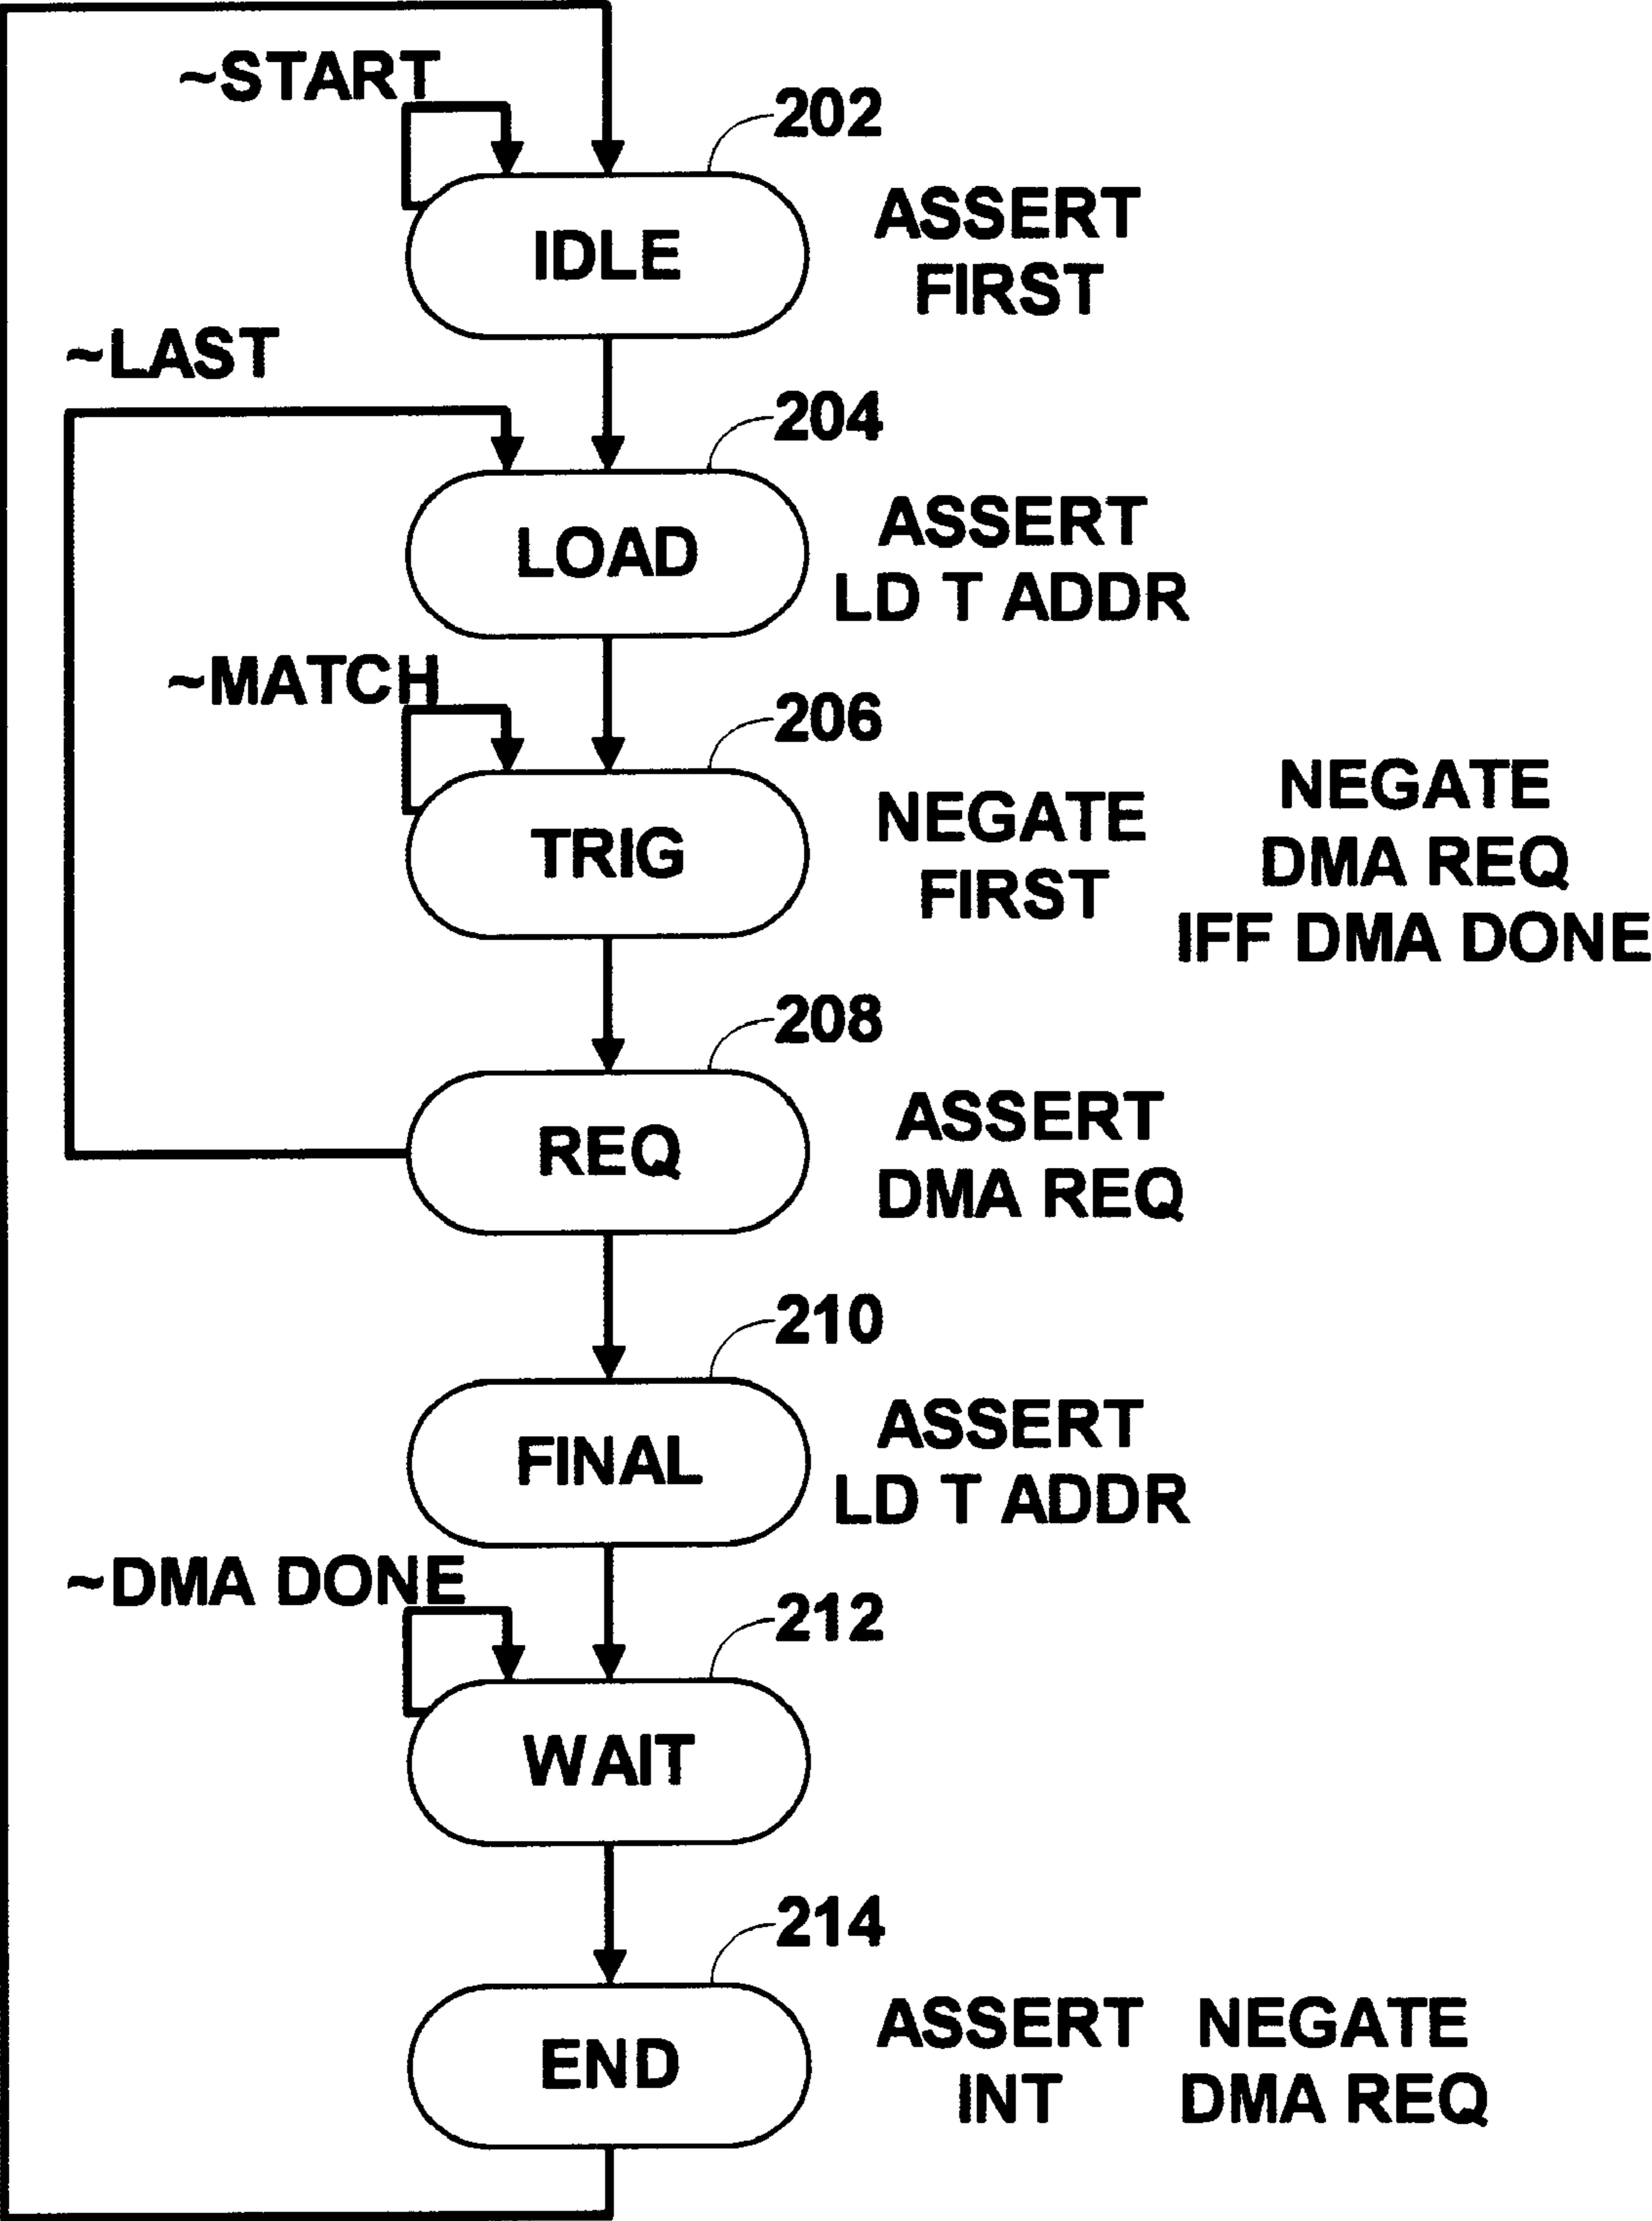 ~START
202
IDLE
ASSERT
FIRST
~LAST
204
LOAD
ASSERT
LD T ADDR
~MATCH
206
TRIG
NEGATE
FIRST
NEGATE
DMA REQ
IFF DMA DONE
208
REQ
ASSERT
DMA REQ
210
FINAL
ASSERT
LD T ADDR
~DMA DONE
212
WAIT
214
END
ASSERT
INT
NEGATE
DMA REQ